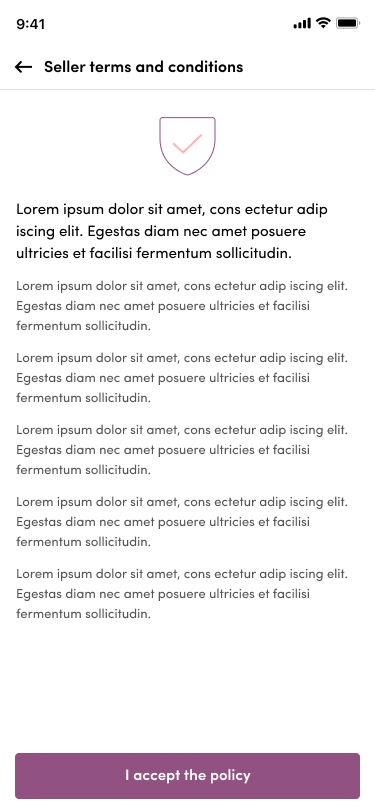 9:41
Seller terms and conditions
Lorem ipsum dolor sit amet, cons ectetur adip
iscing elit. Egestas diam nec amet posuere
ultricies et facilisi fermentum sollicitudin.
Lorem ipsum dolor sit amet, cons ectetur adip iscing elit.
Egestas diam nec amet posuere ultricies et facilisi
fermentum sollicitudin.
Lorem ipsum dolor sit amet, cons ectetur adip iscing elit.
Egestas diam nec amet posuere ultricies et facilisi
fermentum sollicitudin.
Lorem ipsum dolor sit amet, cons ectetur adip iscing elit.
Egestas diam nec amet posuere ultricies et facilisi
fermentum sollicitudin.
Lorem ipsum dolor sit amet, cons ectetur adip iscing elit.
Egestas diam nec amet posuere ultricies et facilisi
fermentum sollicitudin.
Lorem ipsum dolor sit amet, cons ectetur adip iscing elit.
Egestas diam nec amet posuere ultricies et facilisi
fermentum sollicitudin.
I accept the policy